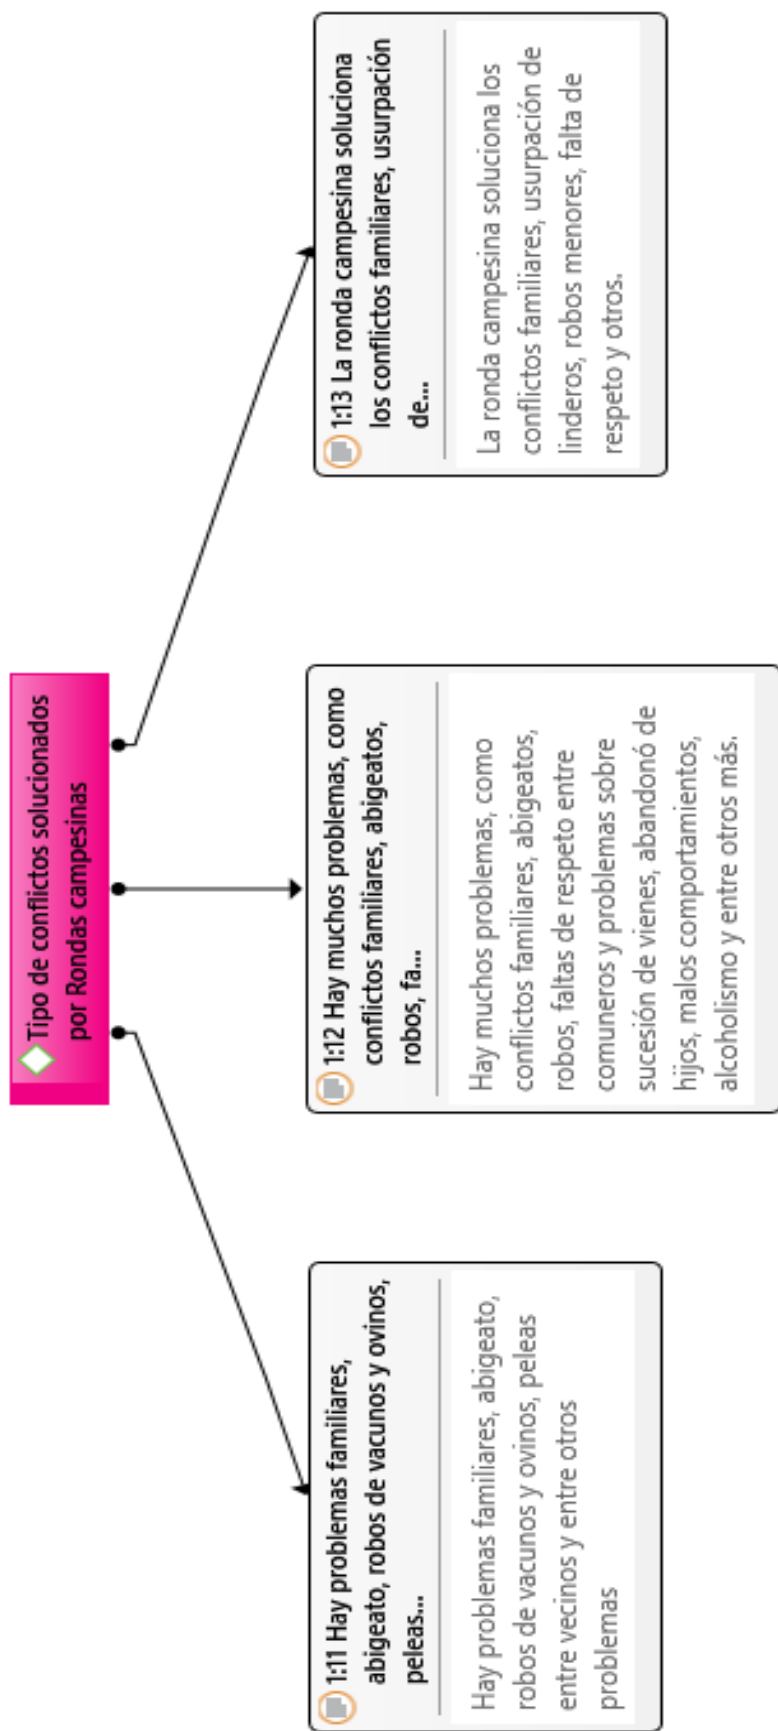 Tipo de conflictos solucionados
por Rondas campesinas
1:11 Hay problemas familiares,
abigeato, robos de vacunos y ovinos,
peleas...
Hay problemas familiares, abigeato,
robos de vacunos y ovinos, peleas
entre vecinos y entre otros
problemas
1:12 Hay muchos problemas, como
conflictos familiares, abigeatos,
robos, fa...
Hay muchos problemas, como
conflictos familiares, abigeatos,
robos, faltas de respeto entre
comuneros y problemas sobre
sucesión de vienes, abandonó de
hijos, malos comportamientos,
alcoholismo y entre otros más.
1:13 La ronda campesina soluciona
los conflictos familiares, usurpación
de...
La ronda campesina soluciona los
conflictos familiares, usurpación de
linderos, robos menores, falta de
respeto y otros.